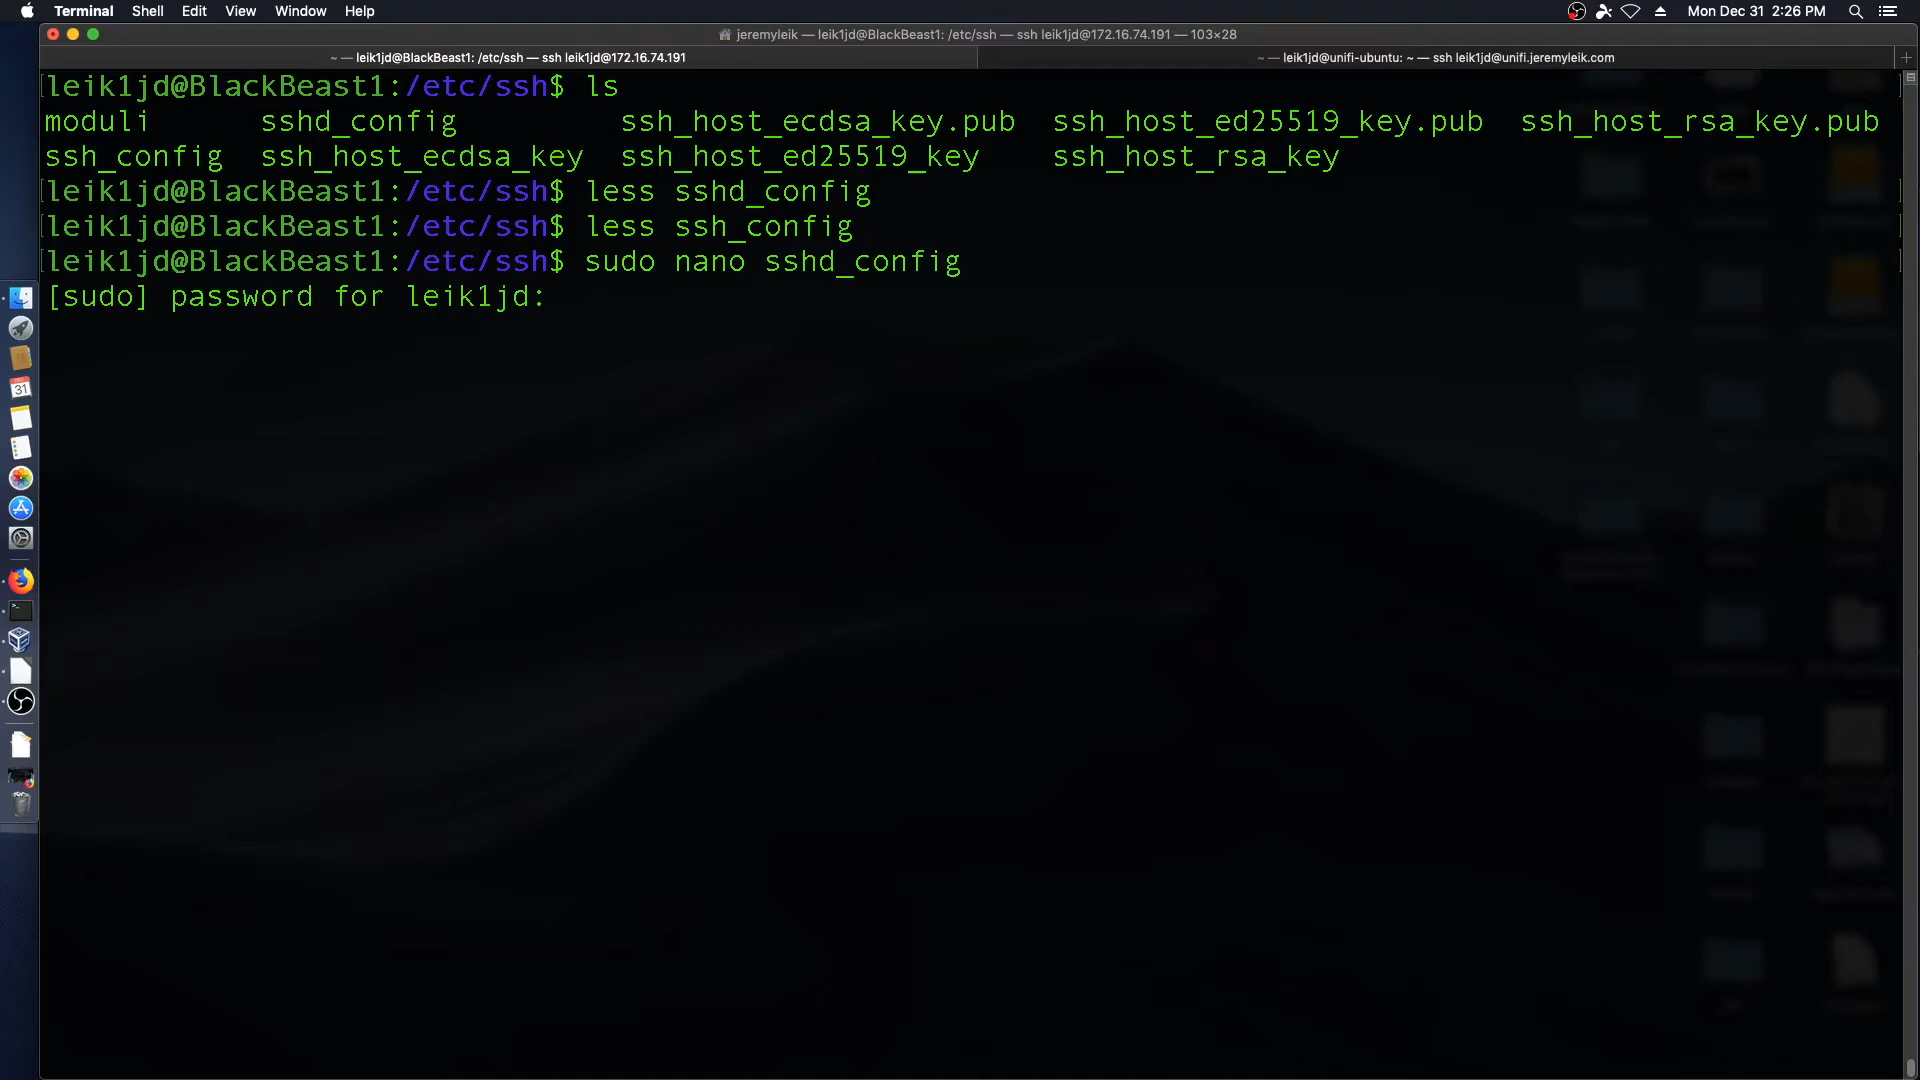 Terminal Shell Edit View Window Help Mon Dec 31 2:26 PM
jeremyleik — leik1jd@BlackBeast1: /etc/ssh — ssh leik1jd@172.16.74.191 — 103×28
~ — leik1jd@BlackBeast1: /etc/ssh — ssh leik1jd@172.16.74.191 ~ — leik1jd@unifi-ubuntu: ~ — ssh leik1jd@unifi.jeremyleik.com +
[leik1jd@BlackBeast1:/etc/ssh$ ls ]
moduli sshd_config ssh_host_ecdsa_key.pub ssh_host_ed25519_key.pub ssh_host_rsa_key.pub
ssh_config ssh_host_ecdsa_key ssh_host_ed25519_key ssh_host_rsa_key
[leik1jd@BlackBeast1:/etc/ssh$ less sshd_config ]
[leik1jd@BlackBeast1:/etc/ssh$ less ssh_config ]
[leik1jd@BlackBeast1:/etc/ssh$ sudo nano sshd_config ]
[sudo] password for leik1jd:
31